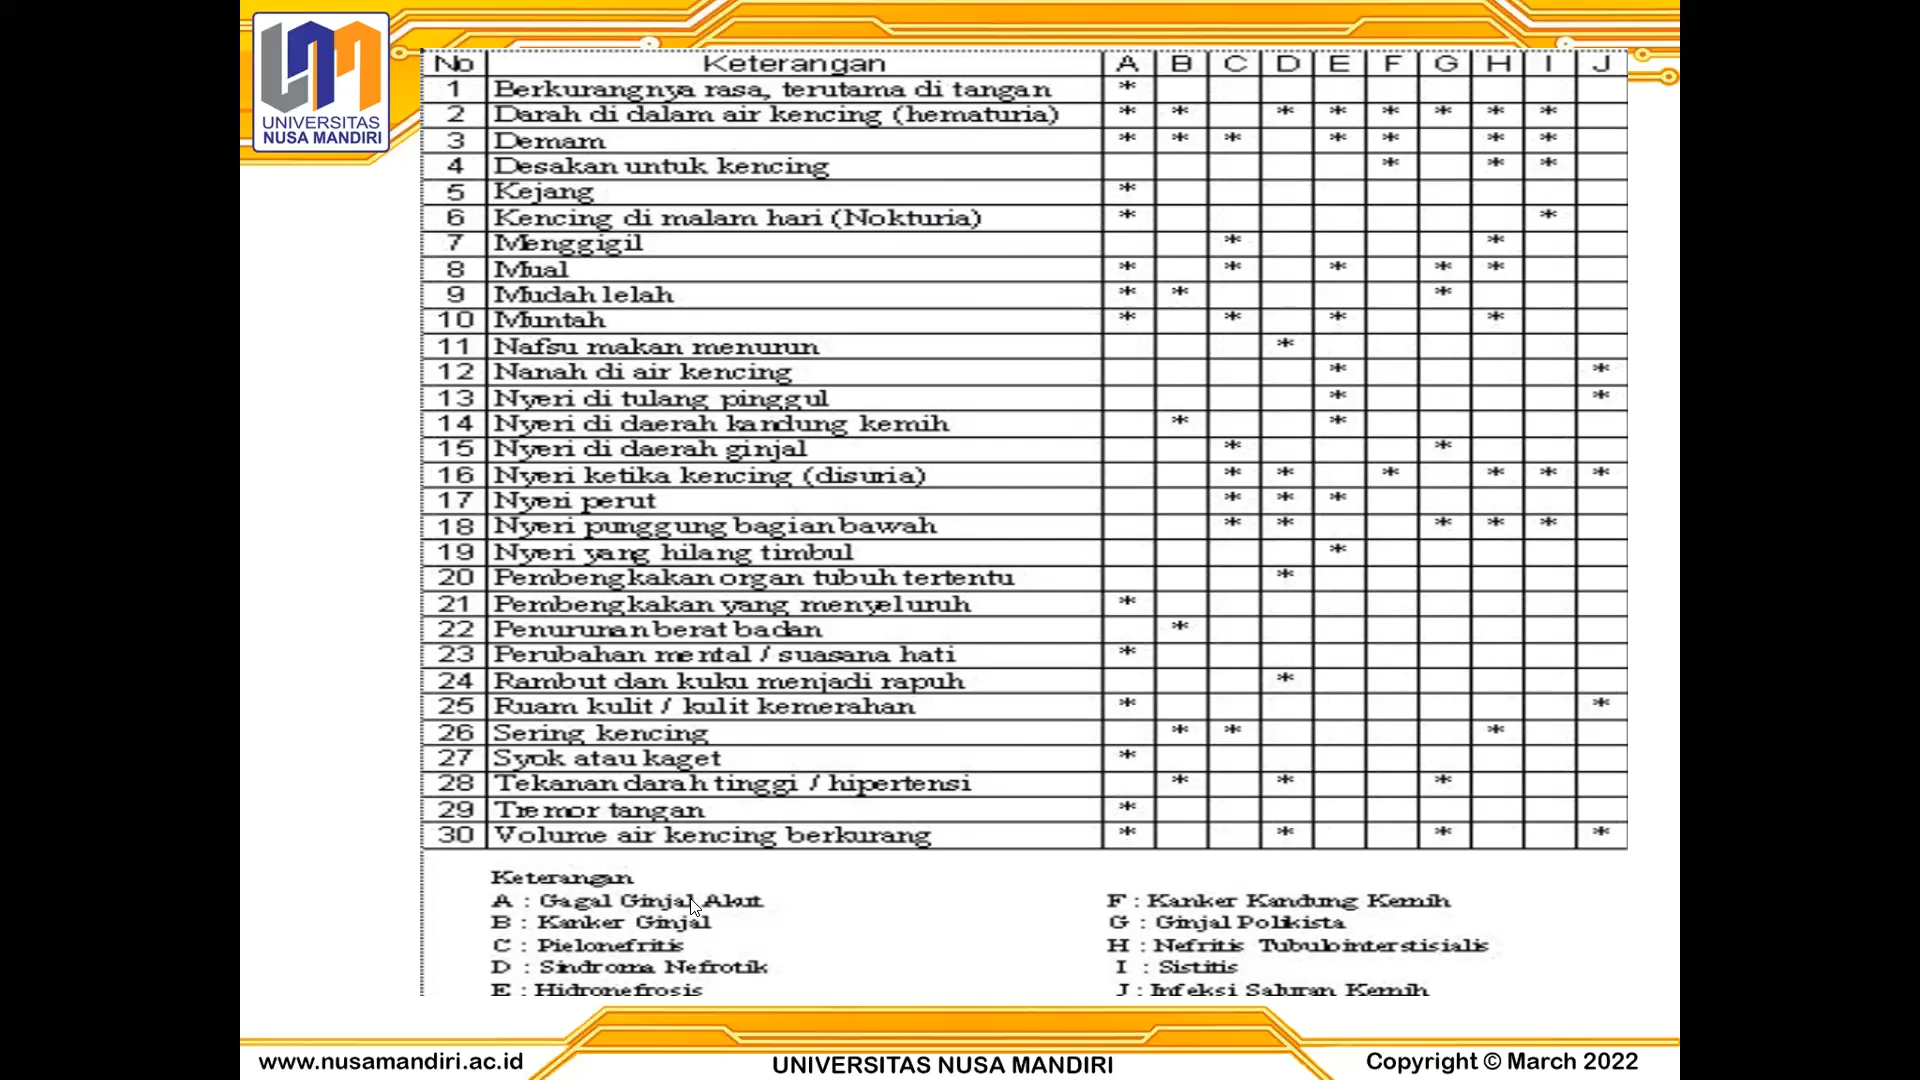 UNIVERSITAS
NUSA MANDIRI
No Keterangan A B C D E F G H I J
1 Berkurangnya rasa, terutama di tangan *
2 Darah di dalam air kencing (hematuria) * * * * * * * *
3 Demam * * * * * * *
4 Desakan untuk kencing * * *
5 Kejang *
6 Kencing di malam hari (Nokturia) * *
7 Menggigil * *
8 Mual * * * * *
9 Mudah lelah * * *
10 Muntah * * * *
11 Nafsu makan menurun *
12 Nanah di air kencing * *
13 Nyeri di tulang pinggul * *
14 Nyeri di daerah kandung kemih * *
15 Nyeri di daerah ginjal * *
16 Nyeri ketika kencing (disuria) * * * * * *
17 Nyeri perut * * *
18 Nyeri punggung bagian bawah * * * * *
19 Nyeri yang hilang timbul *
20 Pembengkakan organ tubuh tertentu *
21 Pembengkakan yang menyeluruh *
22 Penurunan berat badan *
23 Perubahan mental / suasana hati *
24 Rambut dan kuku menjadi rapuh *
25 Ruam kulit / kulit kemerahan * *
26 Sering kencing * * *
27 Syok atau kaget *
28 Tekanan darah tinggi / hipertensi * * *
29 Tremor tangan *
30 Volume air kencing berkurang * * * *
Keterangan
A : Gagal Ginjal Akut F : Kanker Kandung Kemih
B : Kanker Ginjal G : Ginjal Polikista
C : Pielonefritis H : Nefritis Tubulointerstisialis
D : Sindroma Nefrotik I : Sistitis
E : Hidronefrosis J : Infeksi Saluran Kemih
www.nusamandiri.ac.id UNIVERSITAS NUSA MANDIRI Copyright © March 2022